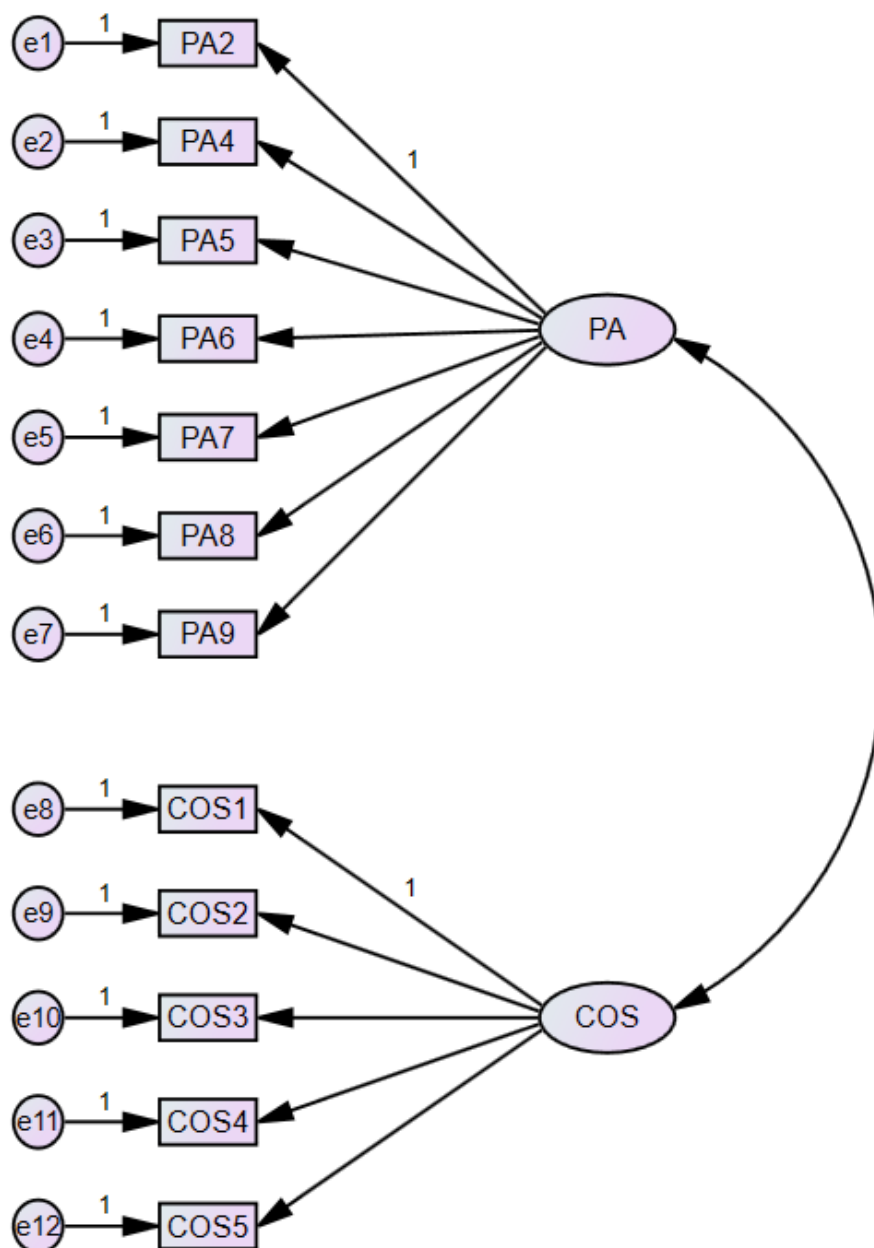 e1 1 PA2
e2 1 PA4
1
e3 1 PA5
e4 1 PA6
PA
e5 1 PA7
e6 1 PA8
e7 1 PA9
e8 1 COS1
1
e9 1 COS2
e10 1 COS3
COS
e11 1 COS4
e12 1 COS5